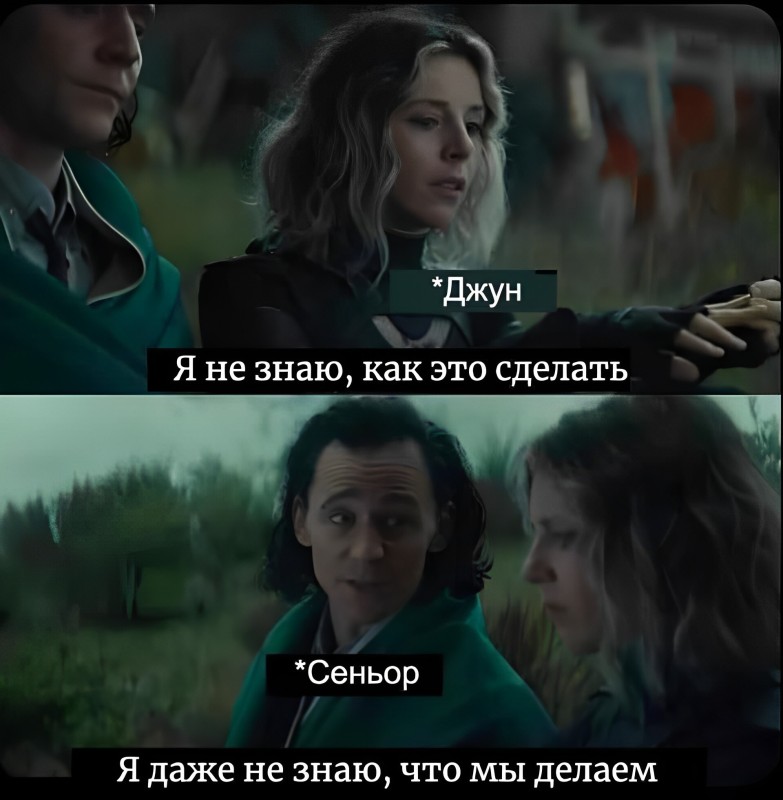 *Джун
Я не знаю, как это сделать
*Сеньор
Я даже не знаю, что мы делаем